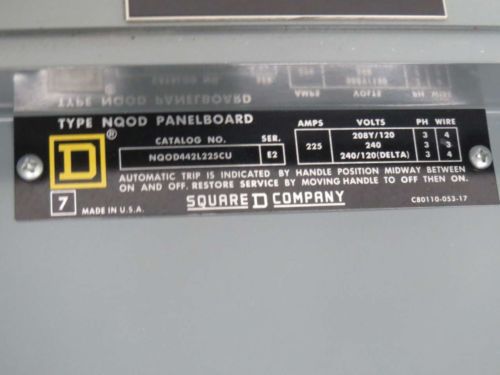 TYPE NQOD PANELBOARD
AMPS VOLTS PH WIRE
CATALOG NO. SER.
NQOD442L225CU E2
225 208Y/120 3 4
240 3 3
240/120(DELTA) 3 4
D ®
AUTOMATIC TRIP IS INDICATED BY HANDLE POSITION MIDWAY BETWEEN
ON AND OFF. RESTORE SERVICE BY MOVING HANDLE TO OFF THEN ON.
7 MADE IN U.S.A. SQUARE D COMPANY C80110-053-17